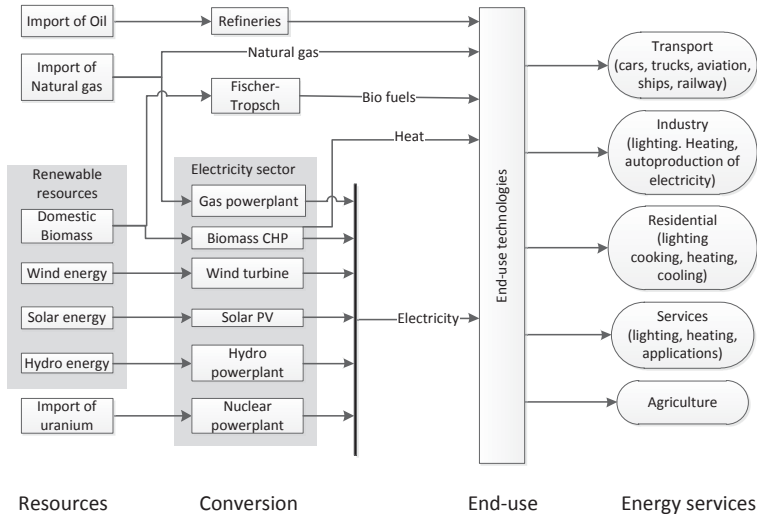 Import of Oil
Refineries
Import of
Natural gas
Natural gas
Fischer-
Tropsch
Bio fuels
Heat
Renewable
resources
Electricity sector
Domestic
Biomass
Gas powerplant
Biomass CHP
Wind energy
Wind turbine
Solar energy
Solar PV
Electricity
Hydro energy
Hydro
powerplant
Import of
uranium
Nuclear
powerplant
End-use technologies
Transport
(cars, trucks, aviation,
ships, railway)
Industry
(lighting. Heating,
autoproduction of
electricity)
Residential
(lighting
cooking, heating,
cooling)
Services
(lighting, heating,
applications)
Agriculture
Resources
Conversion
End-use
Energy services